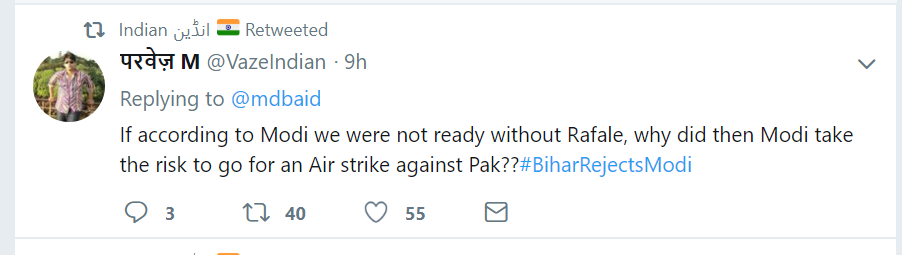 Indian انڈین 🇮🇳 Retweeted
परवेज़ M @VazeIndian · 9h
Replying to @mdbaid
If according to Modi we were not ready without Rafale, why did then Modi take
the risk to go for an Air strike against Pak??#BiharRejectsModi
3 40 55